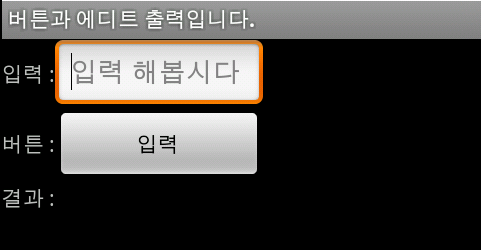 버튼과 에디트 출력입니다.
입력 : 입력 해봅시다
버튼 : 입력
결과 :